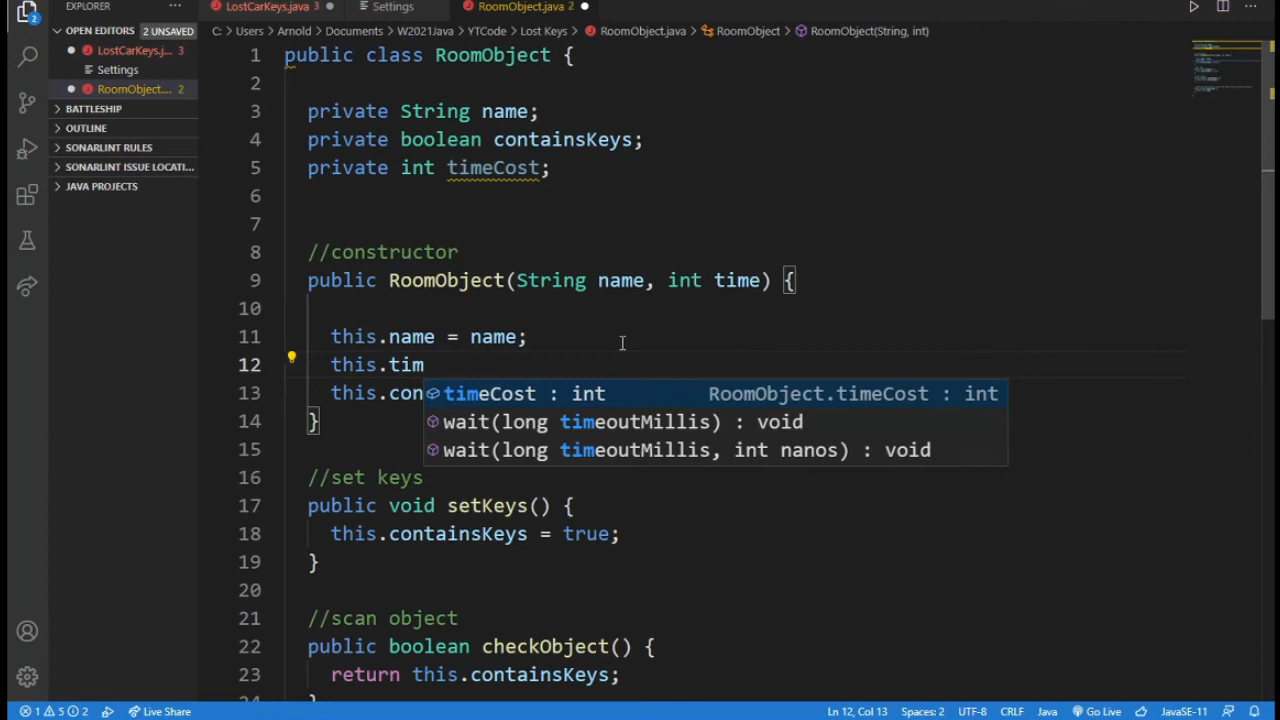 EXPLORER
LostCarKeys.java 3
Settings
RoomObject.java 2
OPEN EDITORS 2 UNSAVED
C: > Users > Arnold > Documents > W2021Java > YTCode > Lost Keys > RoomObject.java > RoomObject > RoomObject(String, int)
2
LostCarKeys.j... 3
Settings
RoomObject.... 2
BATTLESHIP
OUTLINE
SONARLINT RULES
SONARLINT ISSUE LOCATI...
JAVA PROJECTS
1 public class RoomObject {
2
3 private String name;
4 private boolean containsKeys;
5 private int timeCost;
6
7
8 //constructor
9 public RoomObject(String name, int time) {
10
11 this.name = name;
12 this.tim
13 this.con
timeCost : int RoomObject.timeCost : int
wait(long timeoutMillis) : void
wait(long timeoutMillis, int nanos) : void
14 }
15
16 //set keys
17 public void setKeys() {
18 this.containsKeys = true;
19 }
20
21 //scan object
22 public boolean checkObject() {
23 return this.containsKeys;
24 }
1 5 2 Live Share Ln 12, Col 13 Spaces: 2 UTF-8 CRLF Java Go Live JavaSE-11